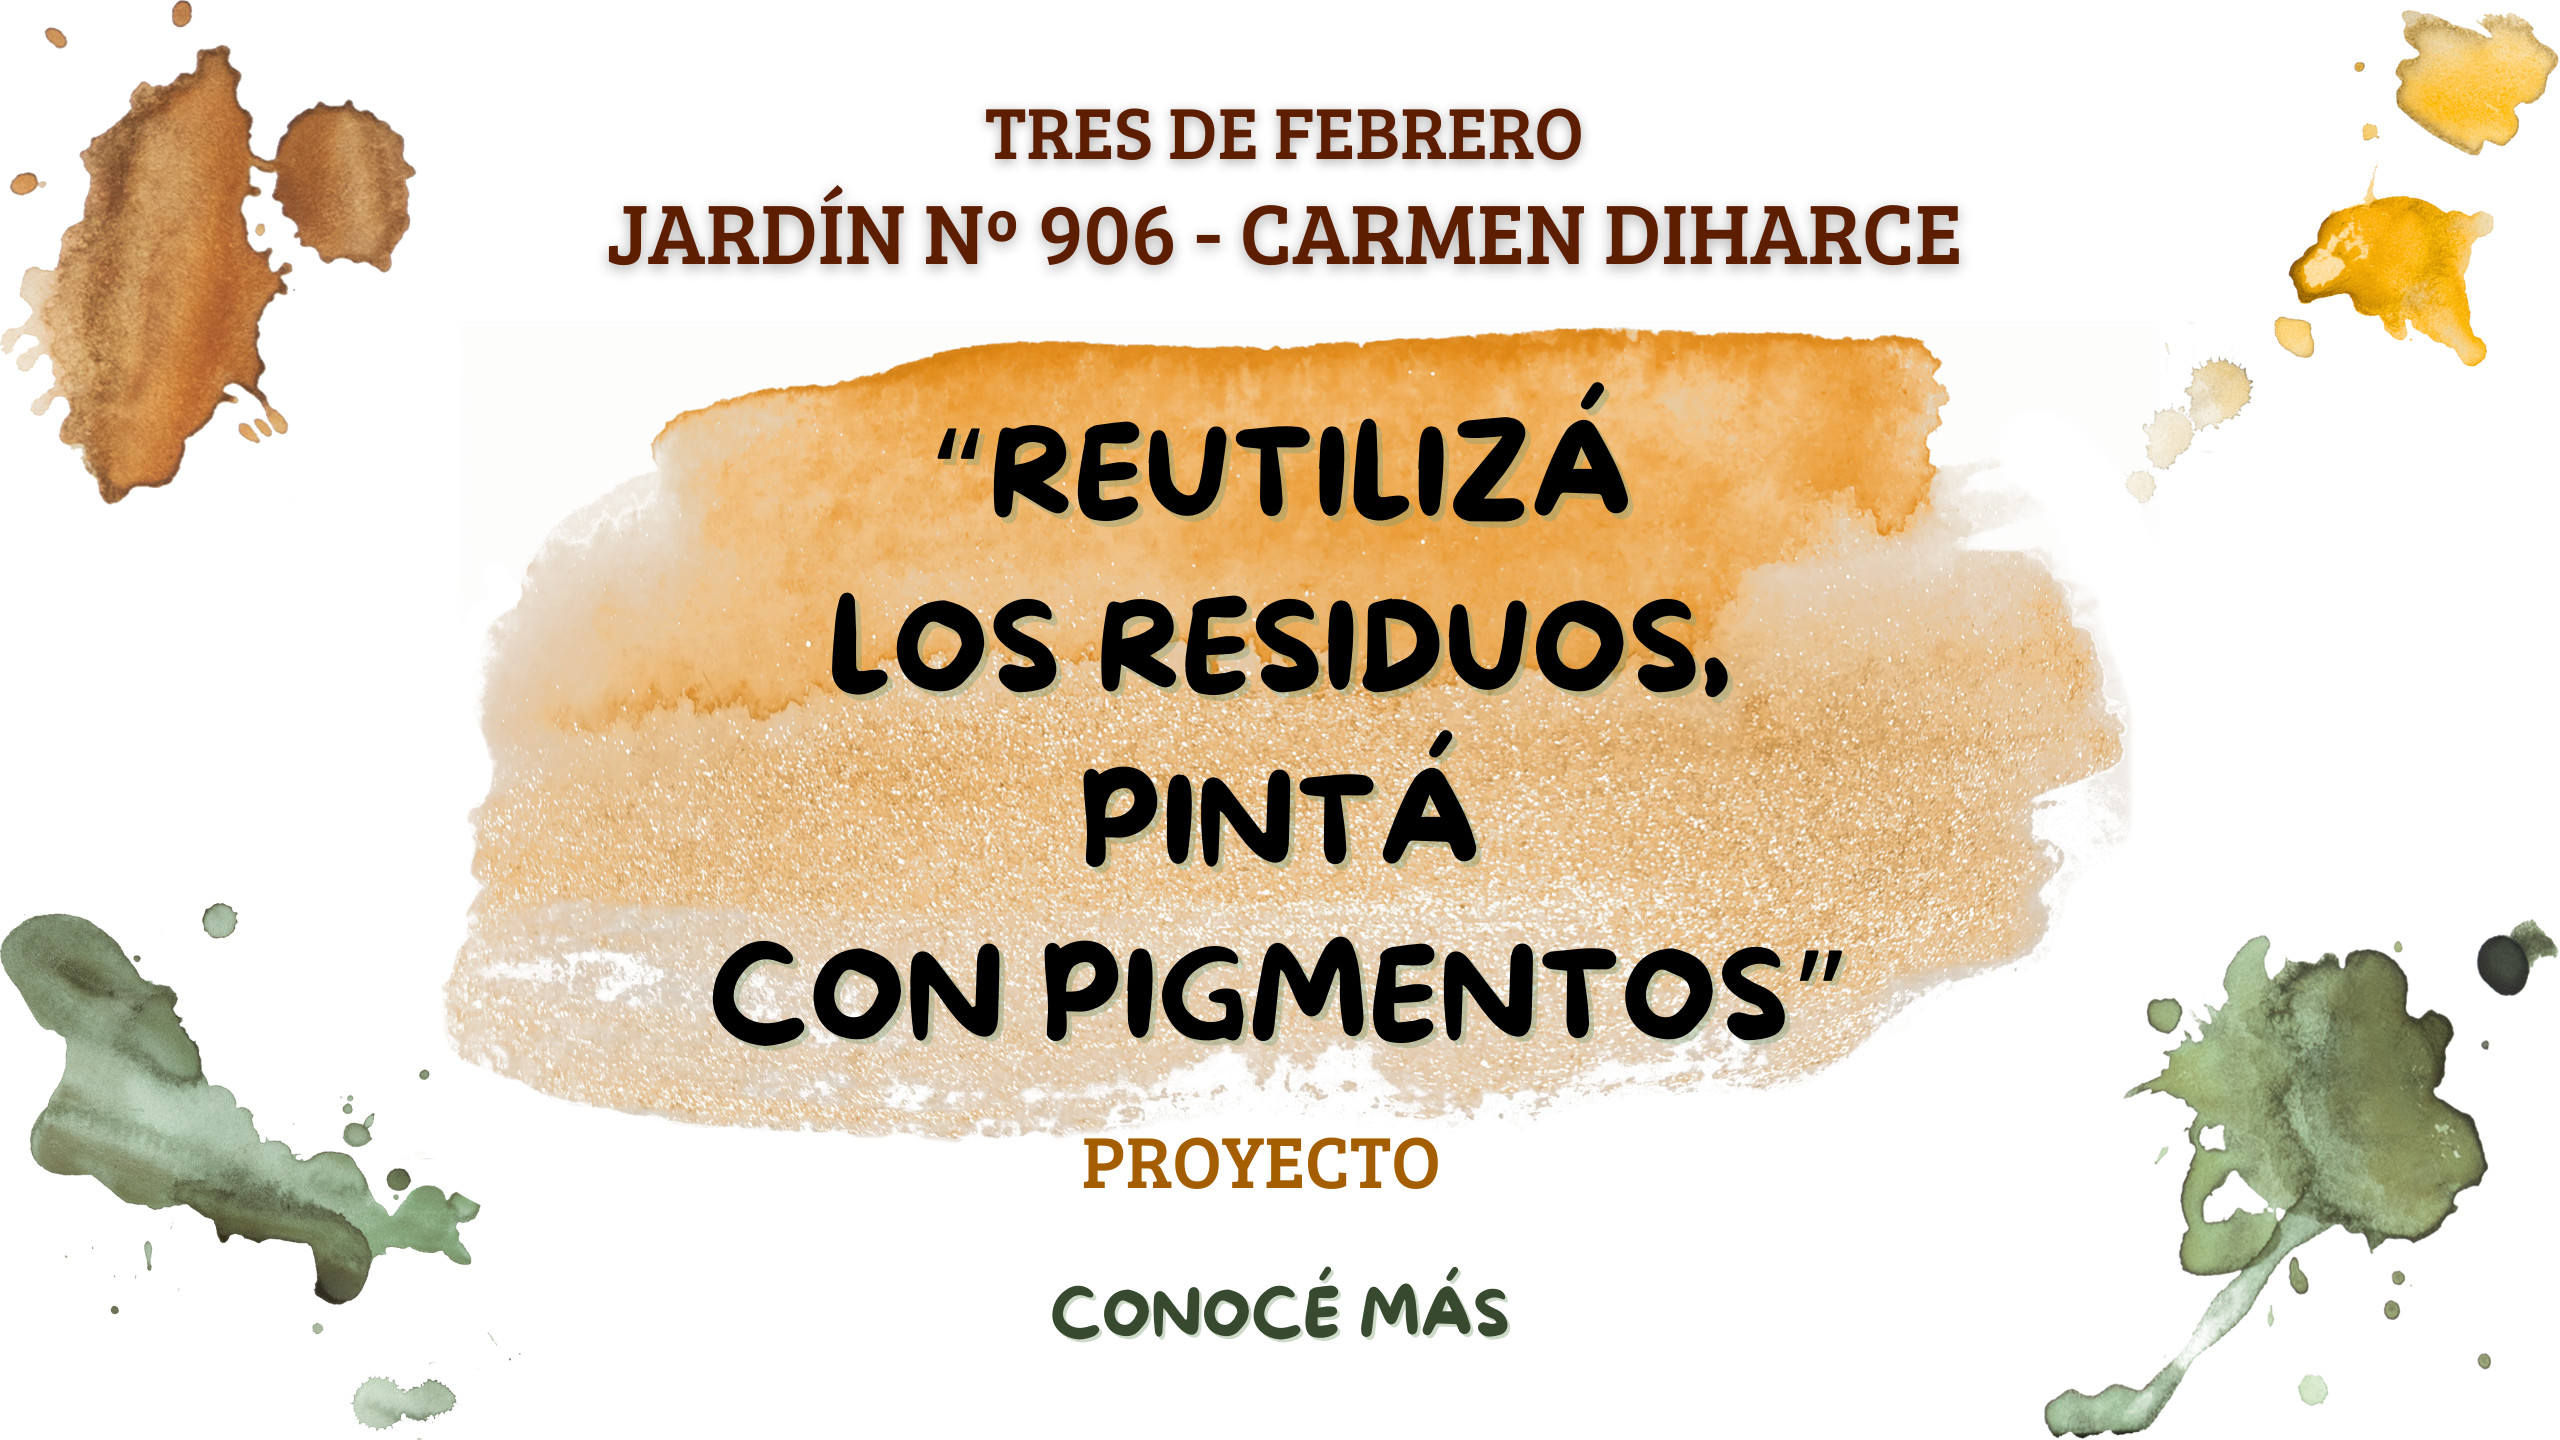 TRES DE FEBRERO
JARDÍN Nº 906 - CARMEN DIHARCE
“REUTILIZÁ
LOS RESIDUOS,
PINTÁ
CON PIGMENTOS”
PROYECTO
CONOCÉ MÁS